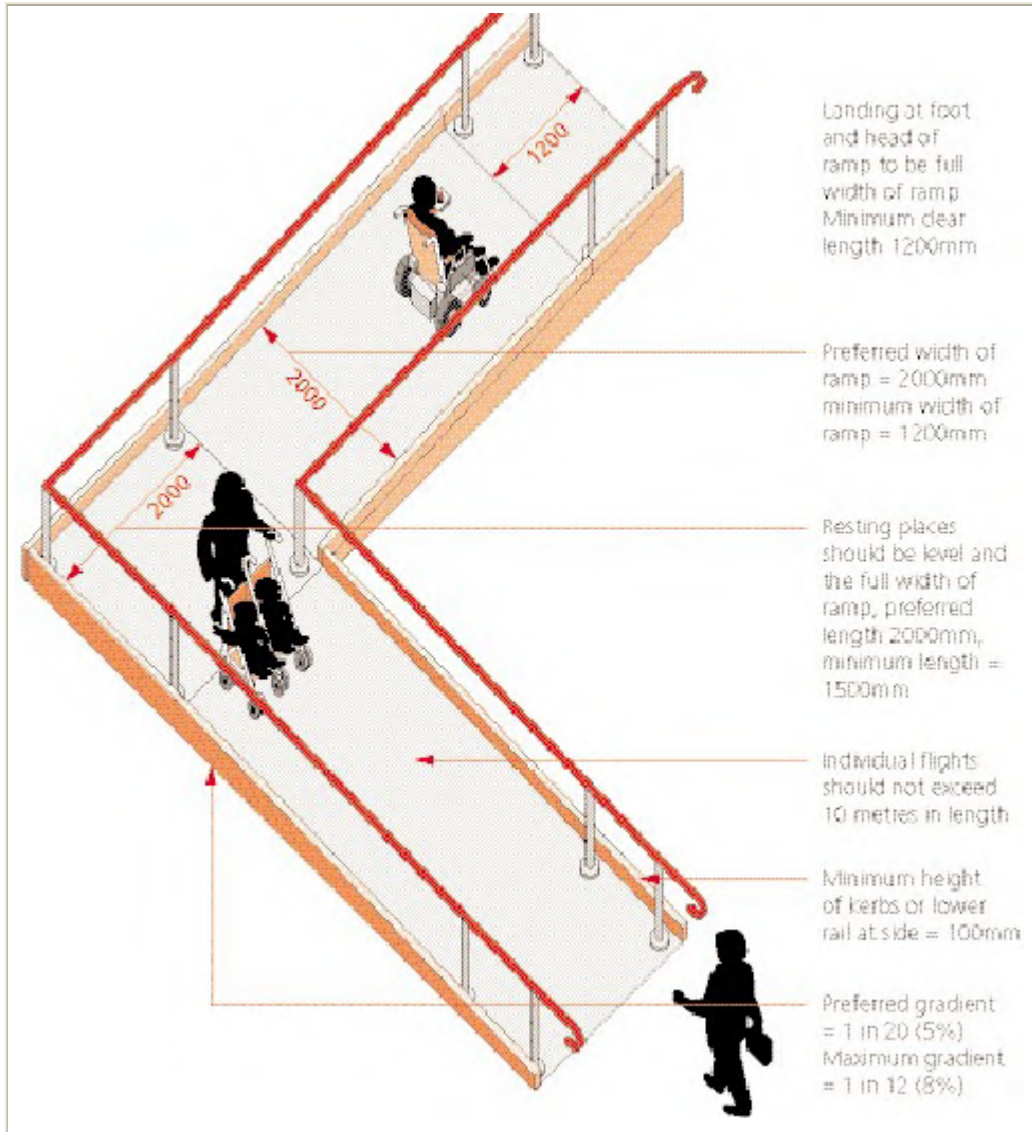 1200
Landing at foot
and head of
ramp to be full
width of ramp
Minimum clear
length 1200mm
2000
Preferred width of
ramp = 2000mm
minimum width of
ramp = 1200mm
2000
Resting places
should be level and
the full width of
ramp, preferred
length 2000mm,
minimum length =
1500mm
Individual flights
should not exceed
10 metres in length
Minimum height
of kerbs or lower
rail at side = 100mm
Preferred gradient
= 1 in 20 (5%)
Maximum gradient
= 1 in 12 (8%)